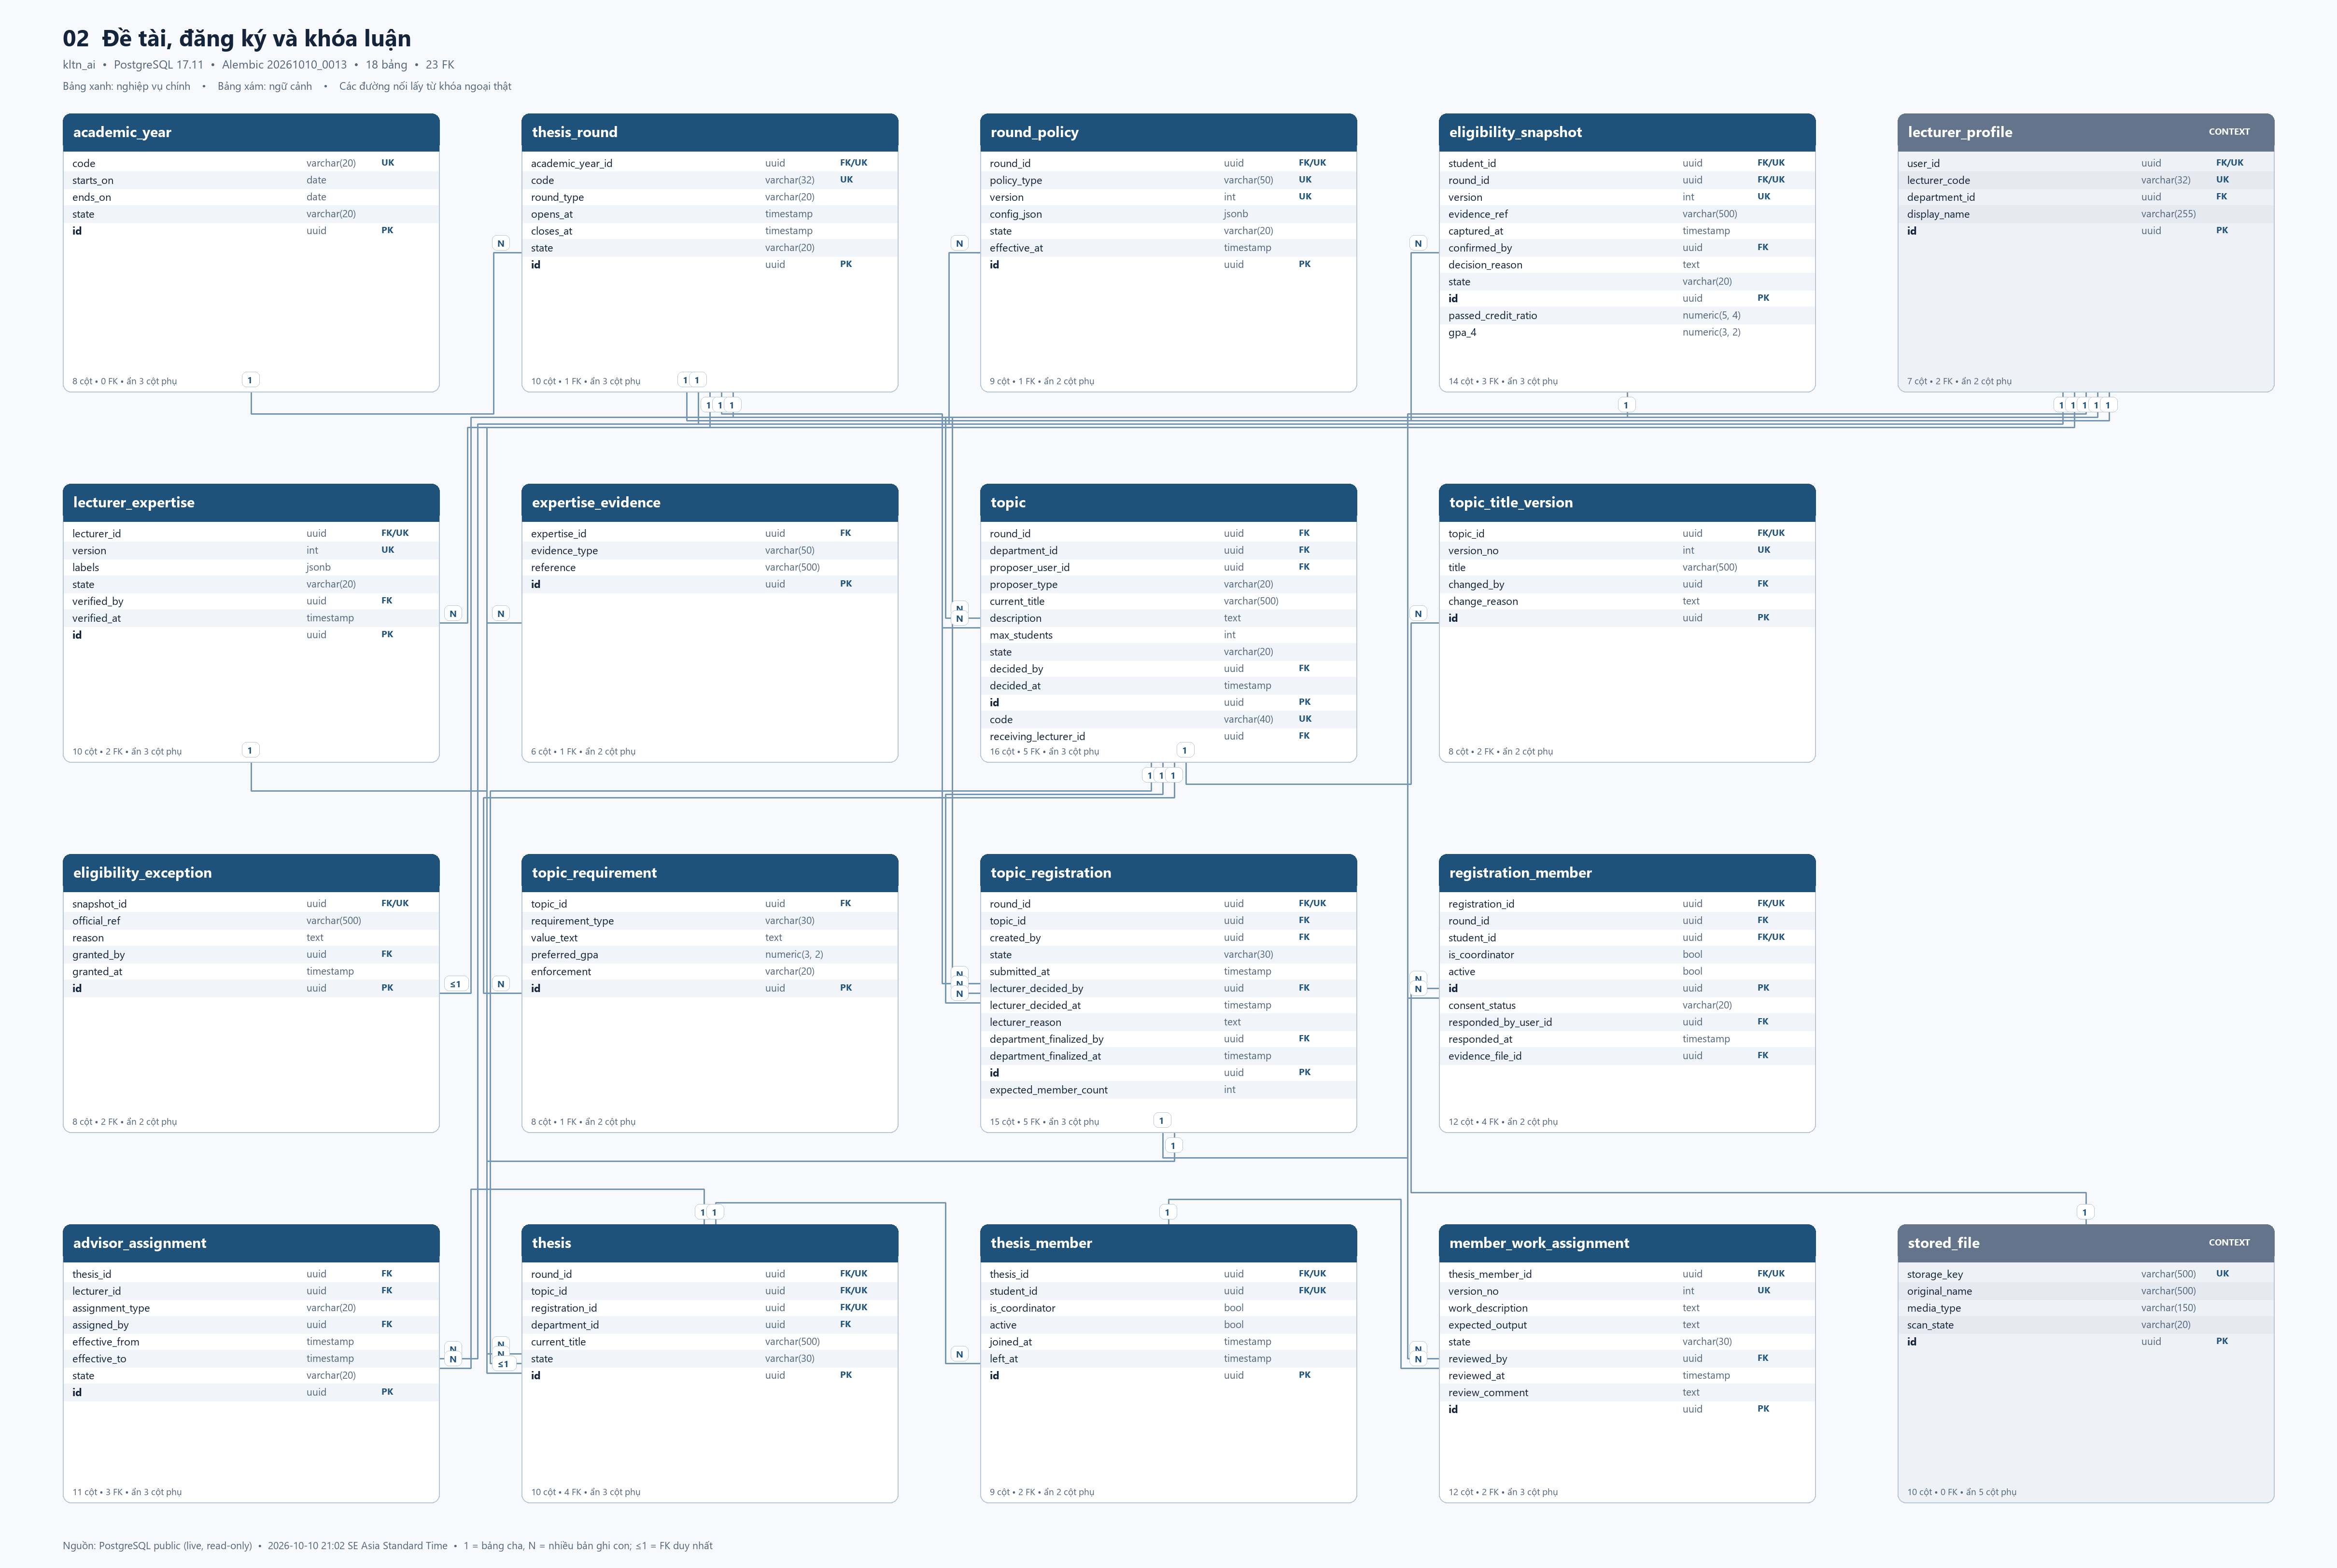 02 Đề tài, đăng ký và khóa luận
kltn_ai • PostgreSQL 17.11 • Alembic 20261010_0013 • 18 bảng • 23 FK
Bảng xanh: nghiệp vụ chính • Bảng xám: ngữ cảnh • Các đường nối lấy từ khóa ngoại thật
academic_year
code varchar(20) UK
starts_on date
ends_on date
state varchar(20)
id uuid PK
8 cột • 0 FK • ẩn 3 cột phụ
1
thesis_round
academic_year_id uuid FK/UK
code varchar(32) UK
round_type varchar(20)
opens_at timestamp
closes_at timestamp
state varchar(20)
id uuid PK
10 cột • 1 FK • ẩn 3 cột phụ
N
1 1
1 1 1
round_policy
round_id uuid FK/UK
policy_type varchar(50) UK
version int UK
config_json jsonb
state varchar(20)
effective_at timestamp
id uuid PK
9 cột • 1 FK • ẩn 2 cột phụ
N
eligibility_snapshot
student_id uuid FK/UK
round_id uuid FK/UK
version int UK
evidence_ref varchar(500)
captured_at timestamp
confirmed_by uuid FK
decision_reason text
state varchar(20)
id uuid PK
passed_credit_ratio numeric(5, 4)
gpa_4 numeric(3, 2)
14 cột • 3 FK • ẩn 3 cột phụ
N
1
lecturer_profile CONTEXT
user_id uuid FK/UK
lecturer_code varchar(32) UK
department_id uuid FK
display_name varchar(255)
id uuid PK
7 cột • 2 FK • ẩn 2 cột phụ
1 1 1 1 1
lecturer_expertise
lecturer_id uuid FK/UK
version int UK
labels jsonb
state varchar(20)
verified_by uuid FK
verified_at timestamp
id uuid PK
10 cột • 2 FK • ẩn 3 cột phụ
N
1
expertise_evidence
expertise_id uuid FK
evidence_type varchar(50)
reference varchar(500)
id uuid PK
6 cột • 1 FK • ẩn 2 cột phụ
N
topic
round_id uuid FK
department_id uuid FK
proposer_user_id uuid FK
proposer_type varchar(20)
current_title varchar(500)
description text
max_students int
state varchar(20)
decided_by uuid FK
decided_at timestamp
id uuid PK
code varchar(40) UK
receiving_lecturer_id uuid FK
16 cột • 5 FK • ẩn 3 cột phụ
N
N
1
1 1 1
topic_title_version
topic_id uuid FK/UK
version_no int UK
title varchar(500)
changed_by uuid FK
change_reason text
id uuid PK
8 cột • 2 FK • ẩn 2 cột phụ
N
eligibility_exception
snapshot_id uuid FK/UK
official_ref varchar(500)
reason text
granted_by uuid FK
granted_at timestamp
id uuid PK
8 cột • 2 FK • ẩn 2 cột phụ
≤1
topic_requirement
topic_id uuid FK
requirement_type varchar(30)
value_text text
preferred_gpa numeric(3, 2)
enforcement varchar(20)
id uuid PK
8 cột • 1 FK • ẩn 2 cột phụ
N
topic_registration
round_id uuid FK/UK
topic_id uuid FK
created_by uuid FK
state varchar(30)
submitted_at timestamp
lecturer_decided_by uuid FK
lecturer_decided_at timestamp
lecturer_reason text
department_finalized_by uuid FK
department_finalized_at timestamp
id uuid PK
expected_member_count int
15 cột • 5 FK • ẩn 3 cột phụ
N
N
N
1
1
registration_member
registration_id uuid FK/UK
round_id uuid FK
student_id uuid FK/UK
is_coordinator bool
active bool
id uuid PK
consent_status varchar(20)
responded_by_user_id uuid FK
responded_at timestamp
evidence_file_id uuid FK
12 cột • 4 FK • ẩn 2 cột phụ
N
N
advisor_assignment
thesis_id uuid FK
lecturer_id uuid FK
assignment_type varchar(20)
assigned_by uuid FK
effective_from timestamp
effective_to timestamp
state varchar(20)
id uuid PK
11 cột • 3 FK • ẩn 3 cột phụ
N
N
1 1
thesis
round_id uuid FK/UK
topic_id uuid FK/UK
registration_id uuid FK/UK
department_id uuid FK
current_title varchar(500)
state varchar(30)
id uuid PK
10 cột • 4 FK • ẩn 3 cột phụ
N
N
≤1
1
thesis_member
thesis_id uuid FK/UK
student_id uuid FK/UK
is_coordinator bool
active bool
joined_at timestamp
left_at timestamp
id uuid PK
9 cột • 2 FK • ẩn 2 cột phụ
N
member_work_assignment
thesis_member_id uuid FK/UK
version_no int UK
work_description text
expected_output text
state varchar(30)
reviewed_by uuid FK
reviewed_at timestamp
review_comment text
id uuid PK
12 cột • 2 FK • ẩn 3 cột phụ
N
N
1
stored_file CONTEXT
storage_key varchar(500) UK
original_name varchar(500)
media_type varchar(150)
scan_state varchar(20)
id uuid PK
10 cột • 0 FK • ẩn 5 cột phụ
Nguồn: PostgreSQL public (live, read-only) • 2026-10-10 21:02 SE Asia Standard Time • 1 = bảng cha, N = nhiều bản ghi con; ≤1 = FK duy nhất